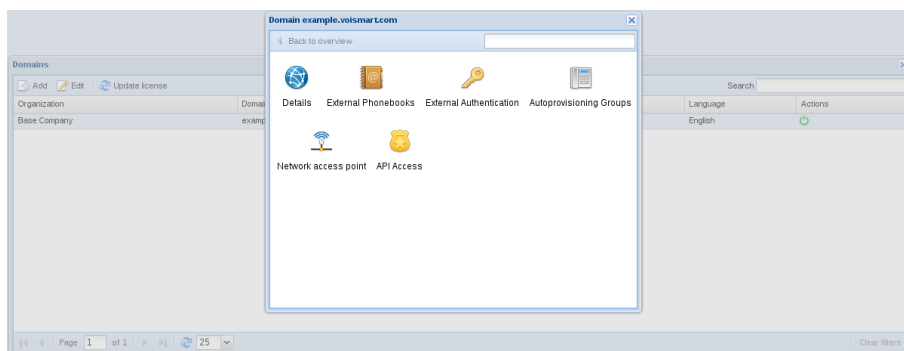 Domain example.voismart.com
Back to overview
Domains
Add Edit Update license
Search
Organization Domai Language Actions
Base Company examp English
Details External Phonebooks External Authentication Autoprovisioning Groups
Network access point API Access
Page 1 of 1 25 Clear filters